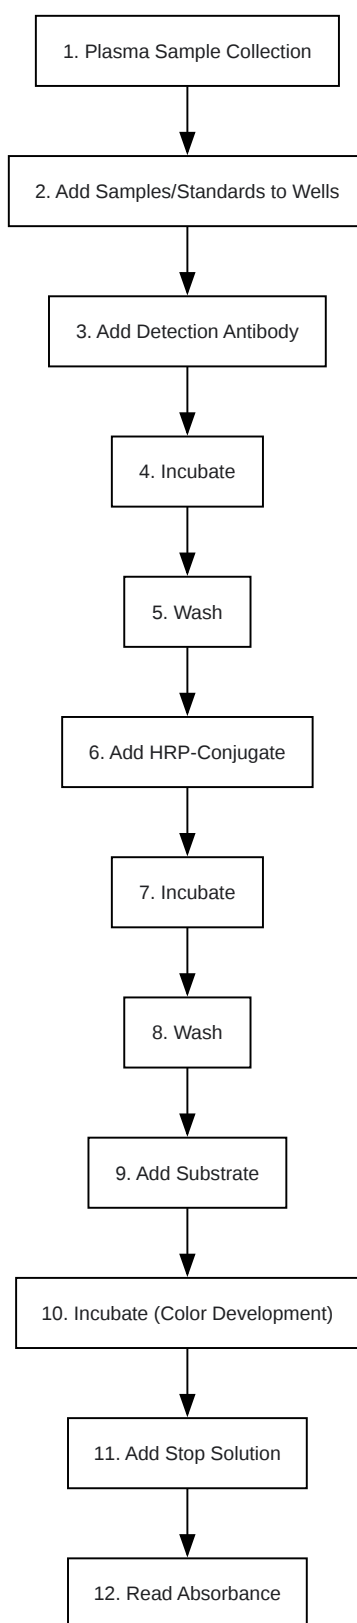 1. Plasma Sample Collection
2. Add Samples/Standards to Wells
3. Add Detection Antibody
4. Incubate
5. Wash
6. Add HRP-Conjugate
7. Incubate
8. Wash
9. Add Substrate
10. Incubate (Color Development)
11. Add Stop Solution
12. Read Absorbance